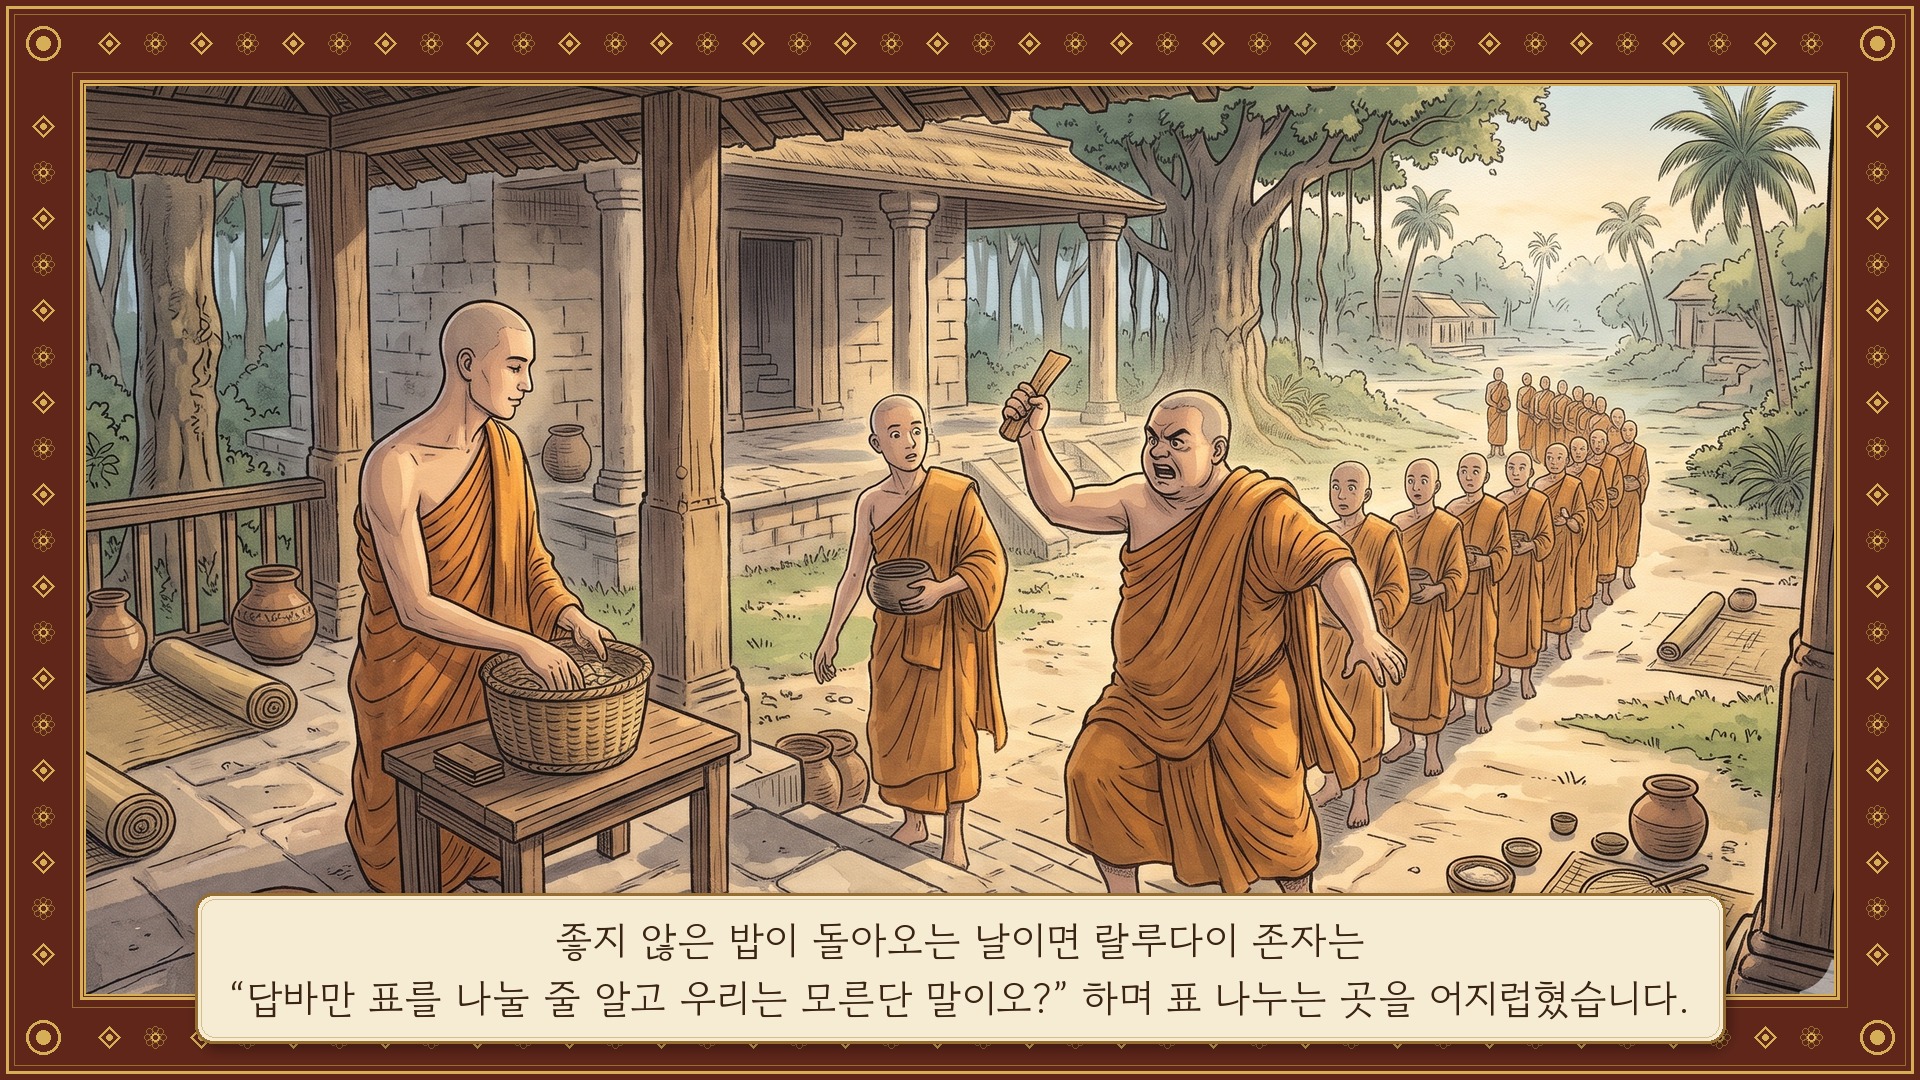 좋지 않은 밥이 돌아오는 날이면 랄루다이 존자는
“답바만 표를 나눌 줄 알고 우리는 모른단 말이오?” 하며 표 나누는 곳을 어지럽혔습니다.